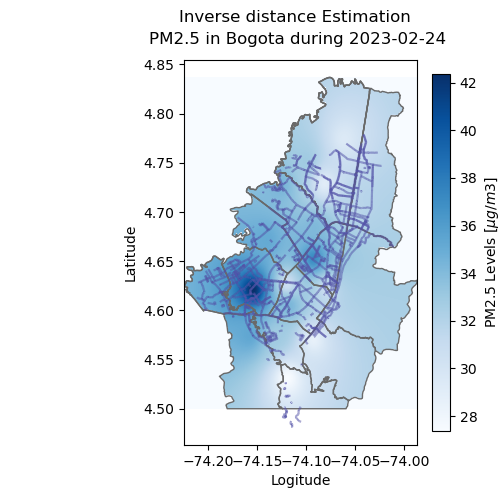 Inverse distance Estimation
PM2.5 in Bogota during 2023-02-24
4.85
4.80
4.75
4.70
4.65
4.60
4.55
4.50
Latitude
−74.20 −74.15 −74.10 −74.05 −74.00
Logitude
42
40
38
36
34
32
30
28
PM2.5 Levels [μg/m3]